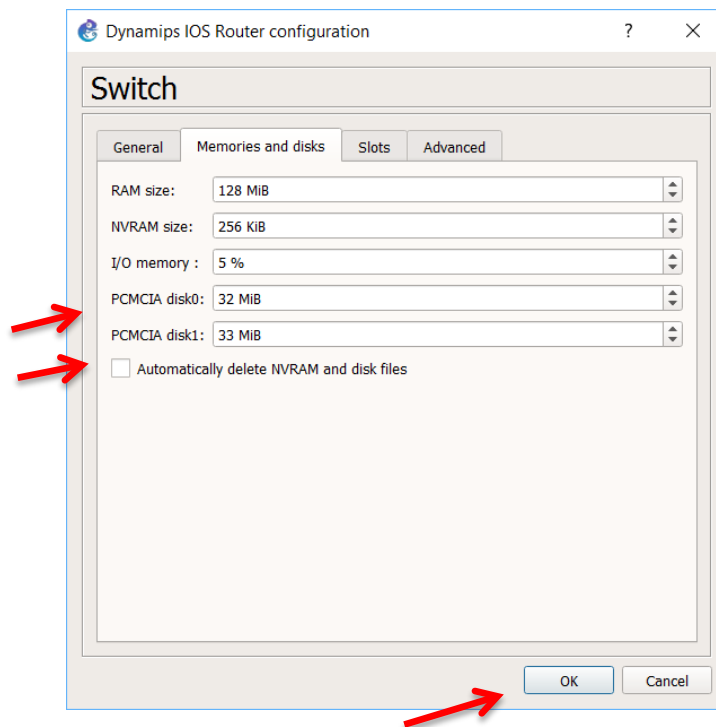 Dynamips IOS Router configuration ?
Switch
General Memories and disks Slots Advanced
RAM size: 128 MiB
NVRAM size: 256 KiB
I/O memory : 5 %
PCMCIA disk0: 32 MiB
PCMCIA disk1: 33 MiB
Automatically delete NVRAM and disk files
OK Cancel